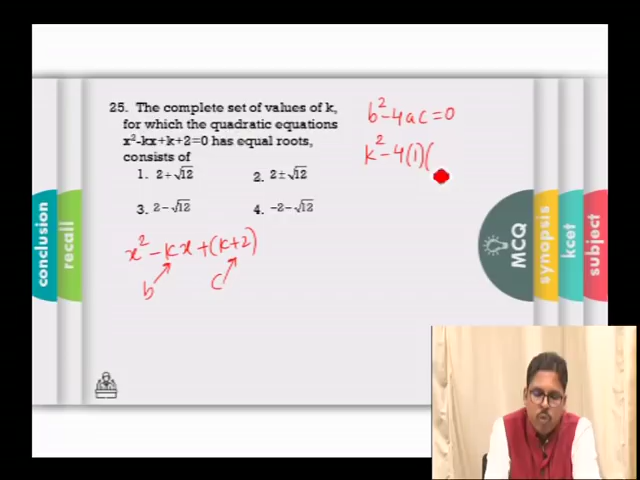 25. The complete set of values of k,
for which the quadratic equations
x²-kx+k+2=0 has equal roots,
consists of
1. 2+√12
2. 2±√12
3. 2-√12
4. -2-√12
x² - kx + (k+2)
b
c
b² - 4ac = 0
k² - 4(1)(
conclusion
recall
MCQ
synopsis
kcet
subject